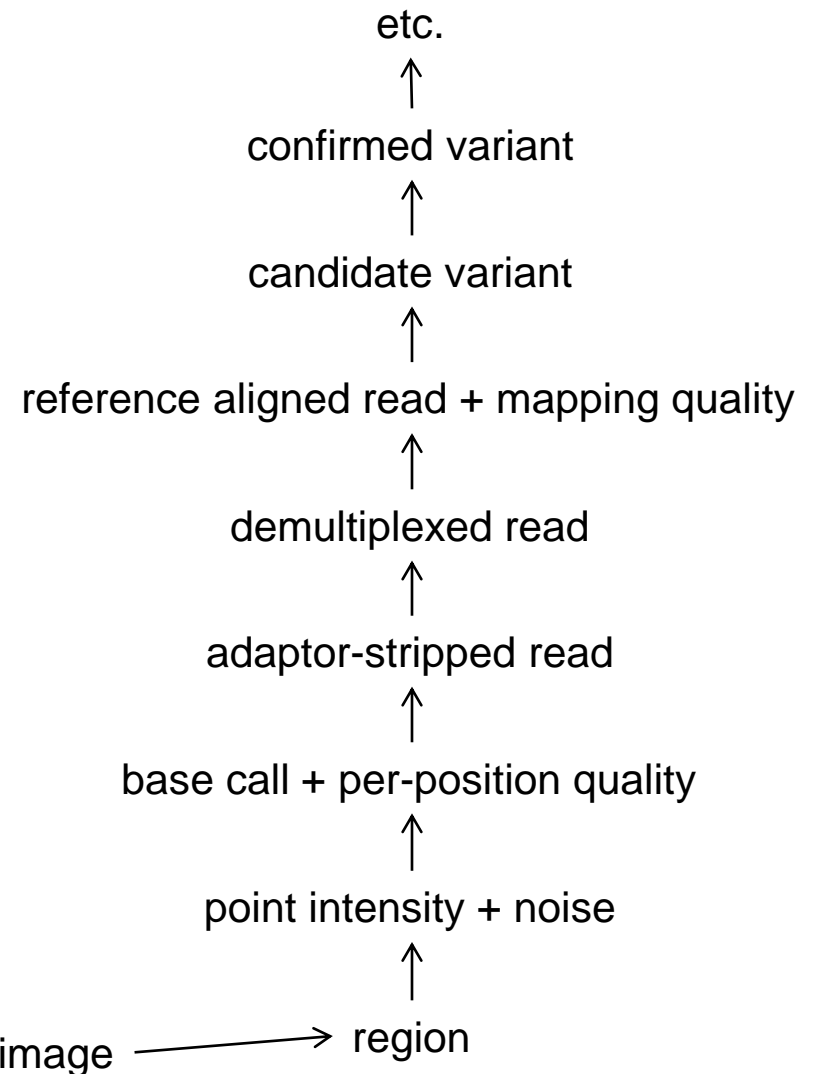 etc.
confirmed variant
candidate variant
reference aligned read + mapping quality
demultiplexed read
adaptor-stripped read
base call + per-position quality
point intensity + noise
region
image